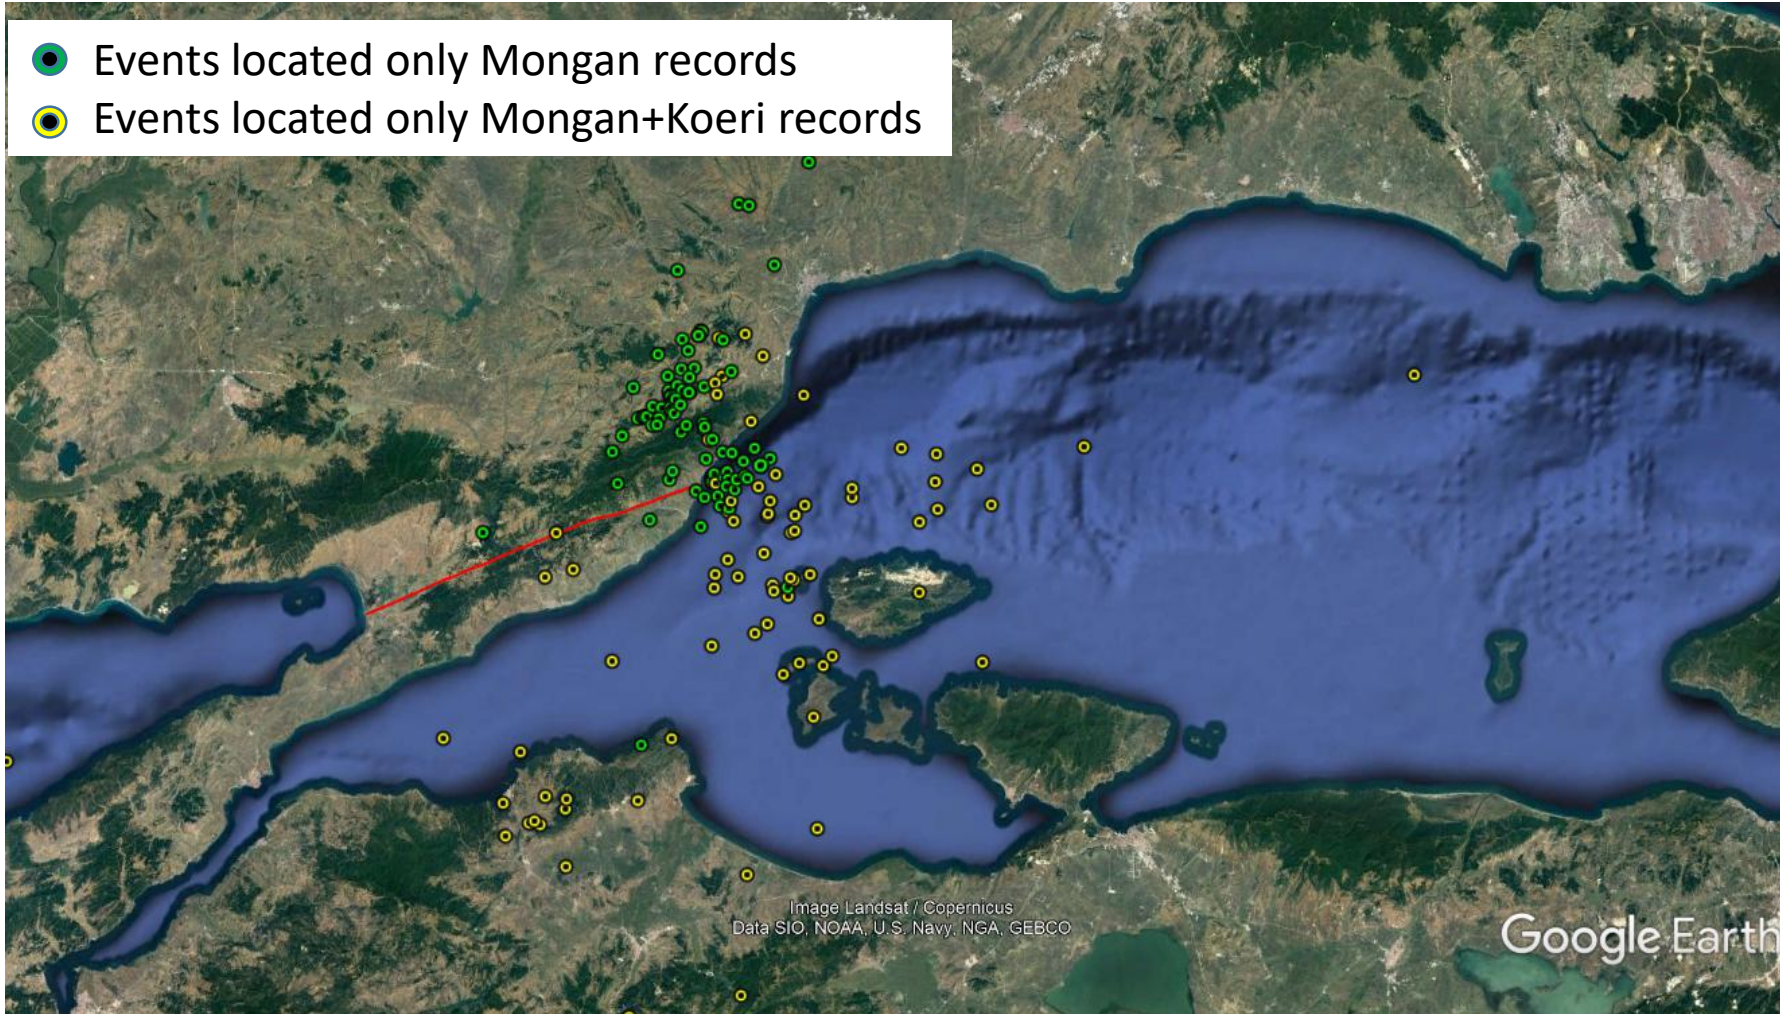 Events located only Mongan records
Events located only Mongan+Koeri records
Image Landsat / Copernicus
Data SIO, NOAA, U.S. Navy, NGA, GEBCO
Google Earth